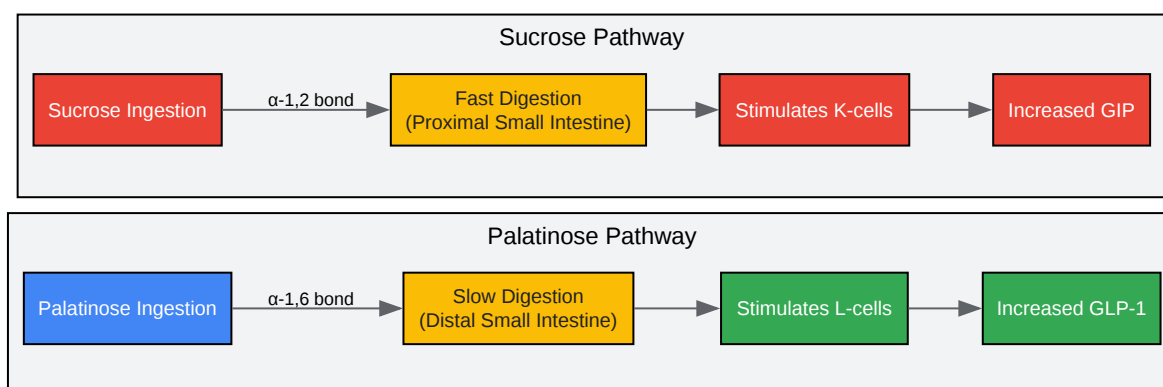 Sucrose Pathway
Sucrose Ingestion
α-1,2 bond
Fast Digestion
(Proximal Small Intestine)
Stimulates K-cells
Increased GIP
Palatinose Pathway
Palatinose Ingestion
α-1,6 bond
Slow Digestion
(Distal Small Intestine)
Stimulates L-cells
Increased GLP-1